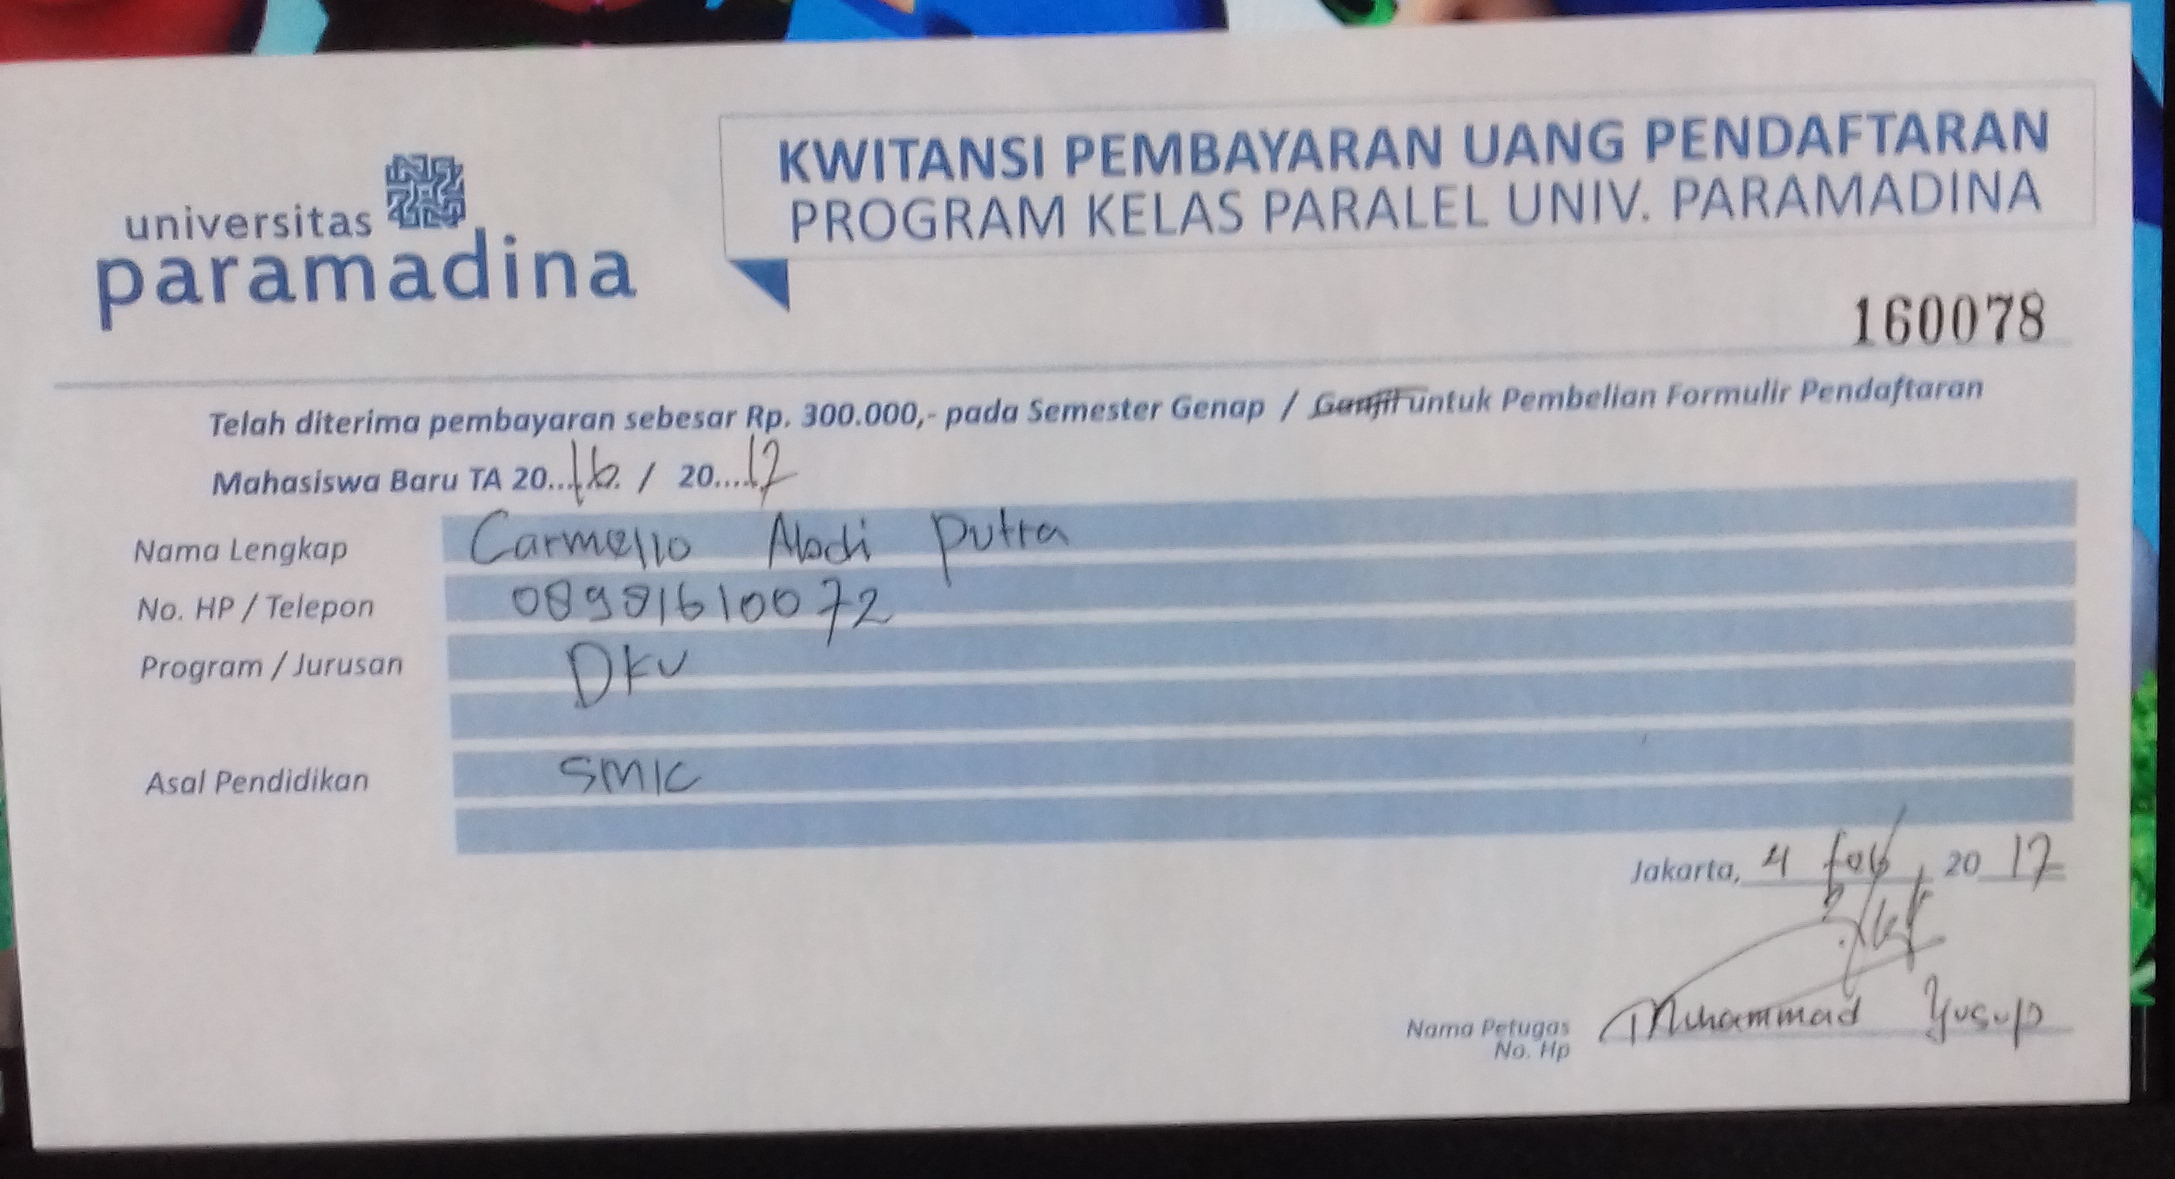 universitas
paramadina
KWITANSI PEMBAYARAN UANG PENDAFTARAN
PROGRAM KELAS PARALEL UNIV. PARAMADINA
160078
Telah diterima pembayaran sebesar Rp. 300.000,- pada Semester Genap / Ganjil untuk Pembelian Formulir Pendaftaran
Mahasiswa Baru TA 20...16. / 20....17
Nama Lengkap Carmello Abdi Putra
No. HP / Telepon 08991610072
Program / Jurusan DKV
Asal Pendidikan SMK
Jakarta, 4 feb 20 17
Nama Petugas Muhammad Yusup
No. Hp